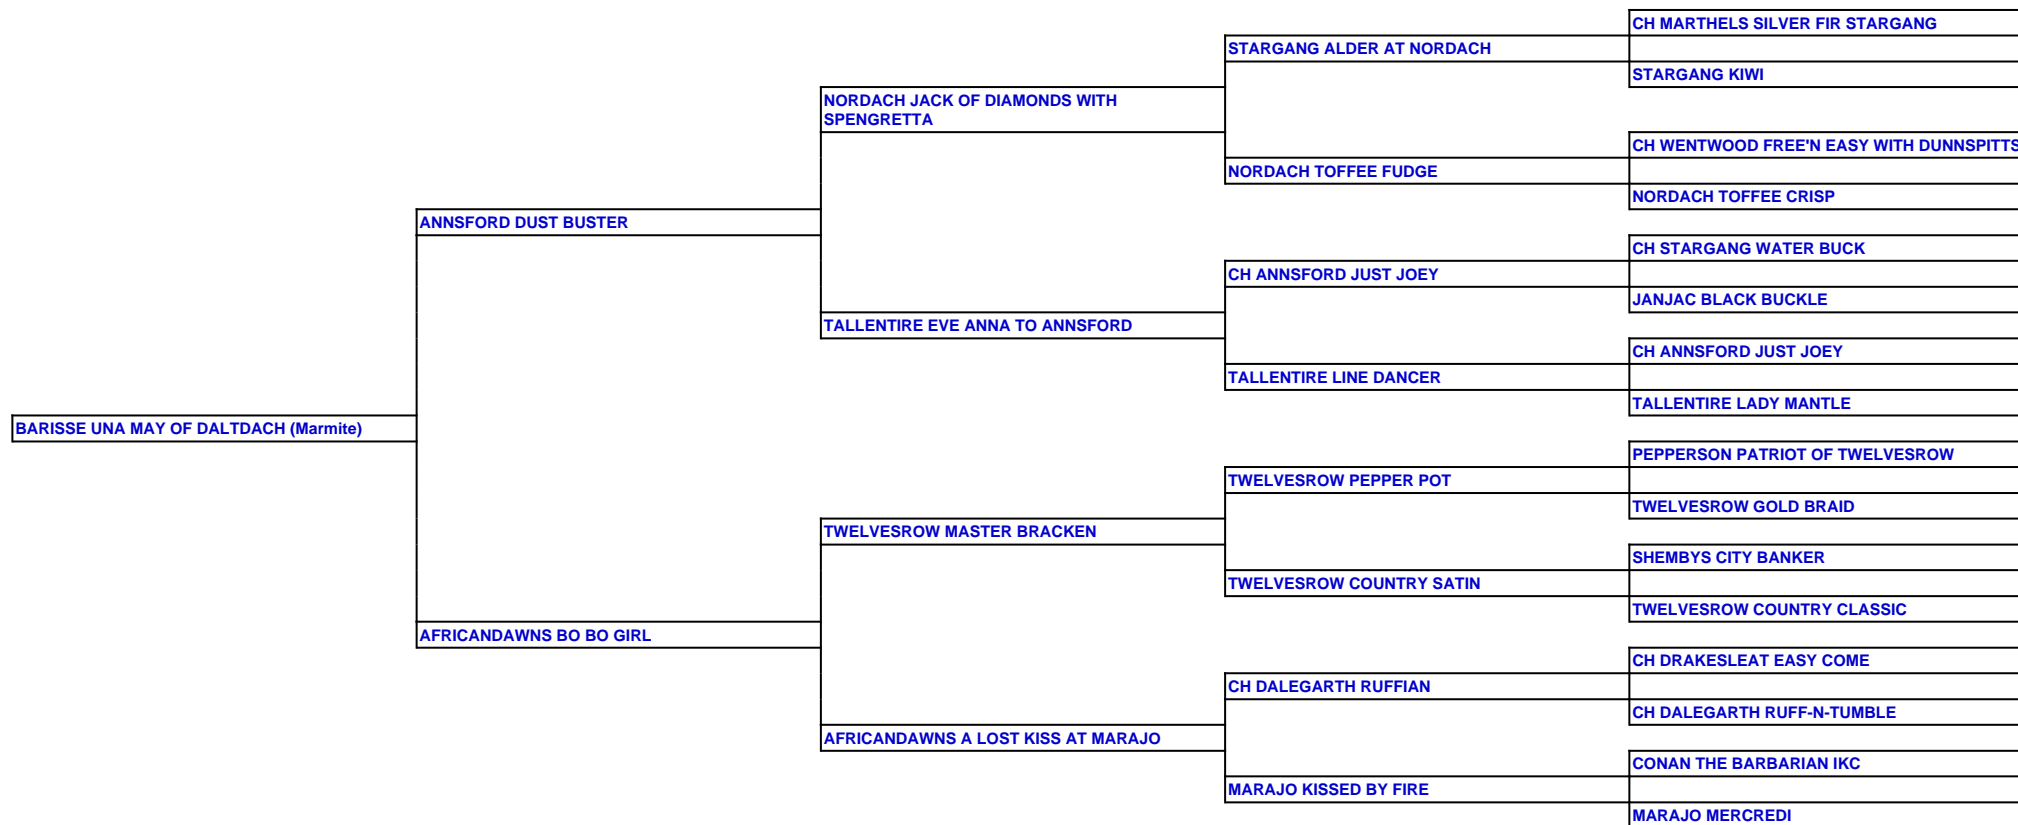 CH MARTHELS SILVER FIR STARGANG
STARGANG ALDER AT NORDACH
STARGANG KIWI
NORDACH JACK OF DIAMONDS WITH
SPENGRETTA
CH WENTWOOD FREE'N EASY WITH DUNNSPITTS
NORDACH TOFFEE FUDGE
NORDACH TOFFEE CRISP
ANNSFORD DUST BUSTER
CH STARGANG WATER BUCK
CH ANNSFORD JUST JOEY
JANJAC BLACK BUCKLE
TALLENTIRE EVE ANNA TO ANNSFORD
CH ANNSFORD JUST JOEY
TALLENTIRE LINE DANCER
TALLENTIRE LADY MANTLE
BARISSE UNA MAY OF DALTDACH (Marmite)
PEPPERSON PATRIOT OF TWELVESROW
TWELVESROW PEPPER POT
TWELVESROW GOLD BRAID
TWELVESROW MASTER BRACKEN
SHEMBYS CITY BANKER
TWELVESROW COUNTRY SATIN
TWELVESROW COUNTRY CLASSIC
AFRICANDAWNS BO BO GIRL
CH DRAKESLEAT EASY COME
CH DALEGARTH RUFFIAN
CH DALEGARTH RUFF-N-TUMBLE
AFRICANDAWNS A LOST KISS AT MARAJO
CONAN THE BARBARIAN IKC
MARAJO KISSED BY FIRE
MARAJO MERCREDI